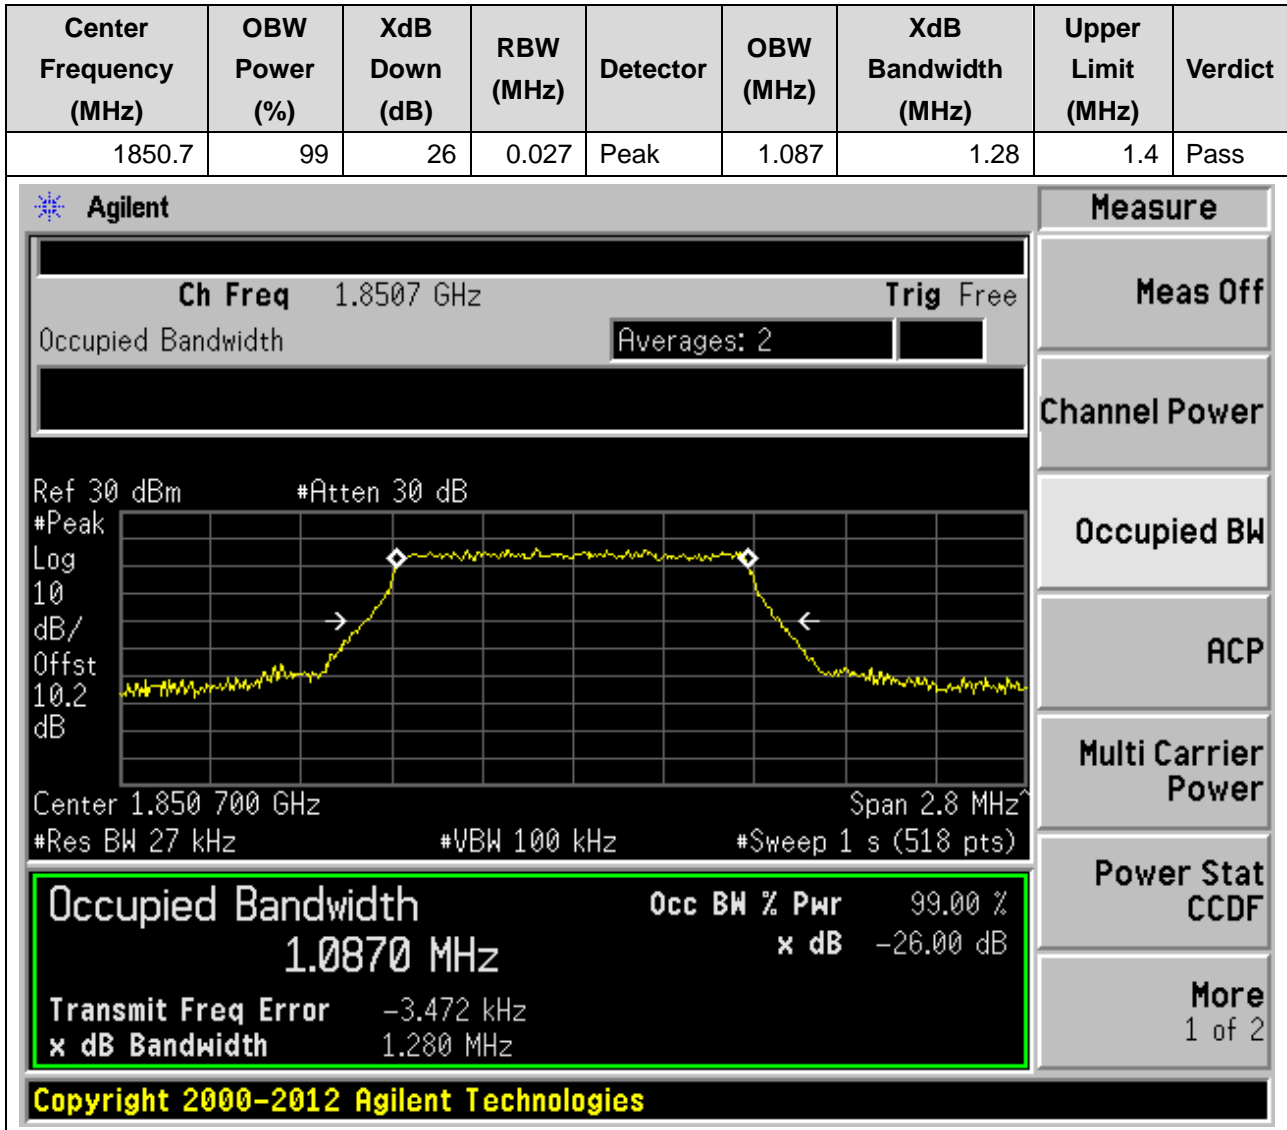 Center Frequency (MHz) OBW Power (%) XdB Down (dB) RBW (MHz) Detector OBW (MHz) XdB Bandwidth (MHz) Upper Limit (MHz) Verdict
1850.7 99 26 0.027 Peak 1.087 1.28 1.4 Pass
Agilent
Measure
Ch Freq 1.8507 GHz Trig Free
Meas Off
Occupied Bandwidth Averages: 2
Channel Power
Ref 30 dBm #Atten 30 dB
#Peak
Log
10
dB/
Offst
10.2
dB
Occupied BW
ACP
Center 1.850 700 GHz Span 2.8 MHz^
#Res BW 27 kHz #VBW 100 kHz #Sweep 1 s (518 pts)
Multi Carrier
Power
Occupied Bandwidth Occ BW % Pwr 99.00 %
1.0870 MHz x dB -26.00 dB
Power Stat
CCDF
Transmit Freq Error -3.472 kHz
x dB Bandwidth 1.280 MHz
More
1 of 2
Copyright 2000-2012 Agilent Technologies